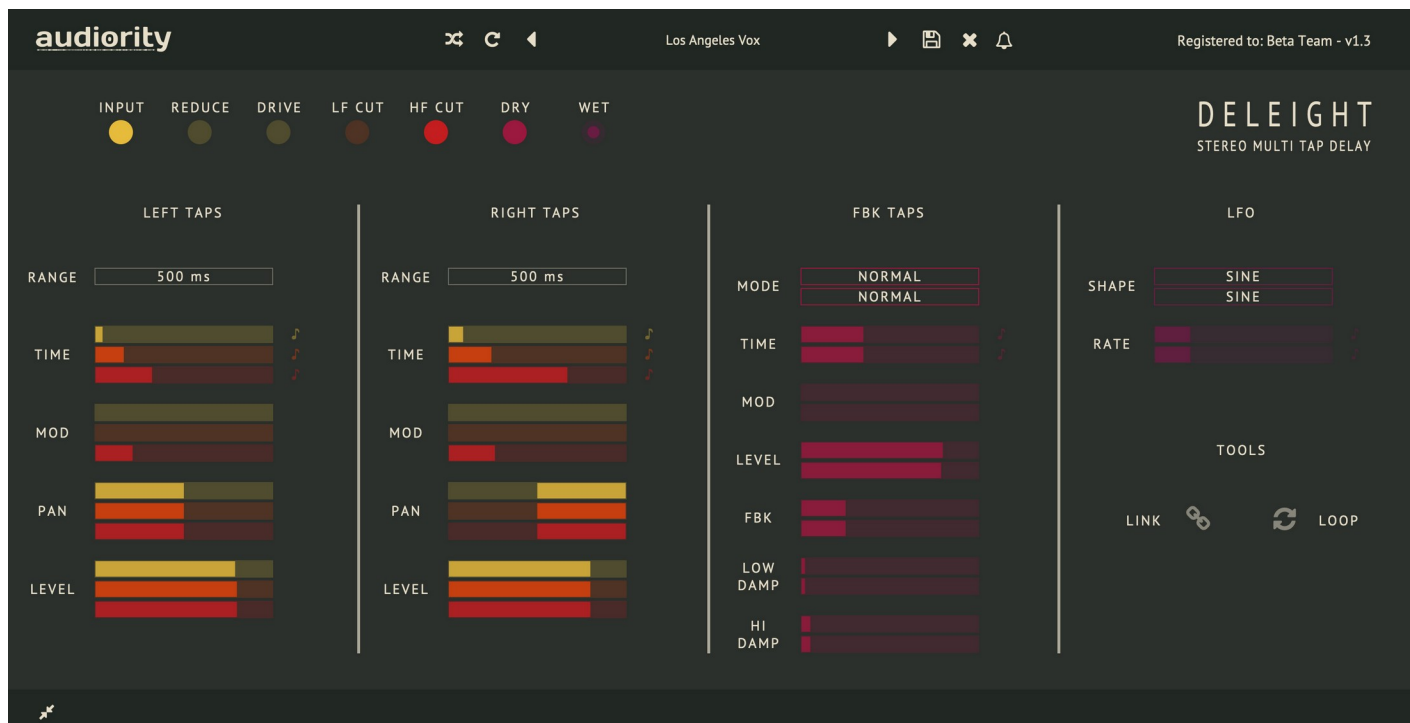 audiority
Los Angeles Vox
Registered to: Beta Team - v1.3
INPUT REDUCE DRIVE LF CUT HF CUT DRY WET
DELEIGHT
STEREO MULTI TAP DELAY
LEFT TAPS
RANGE 500 ms
TIME
MOD
PAN
LEVEL
RIGHT TAPS
RANGE 500 ms
TIME
MOD
PAN
LEVEL
FBK TAPS
MODE NORMAL
NORMAL
TIME
MOD
LEVEL
FBK
LOW
DAMP
HI
DAMP
LFO
SHAPE SINE
SINE
RATE
TOOLS
LINK LOOP